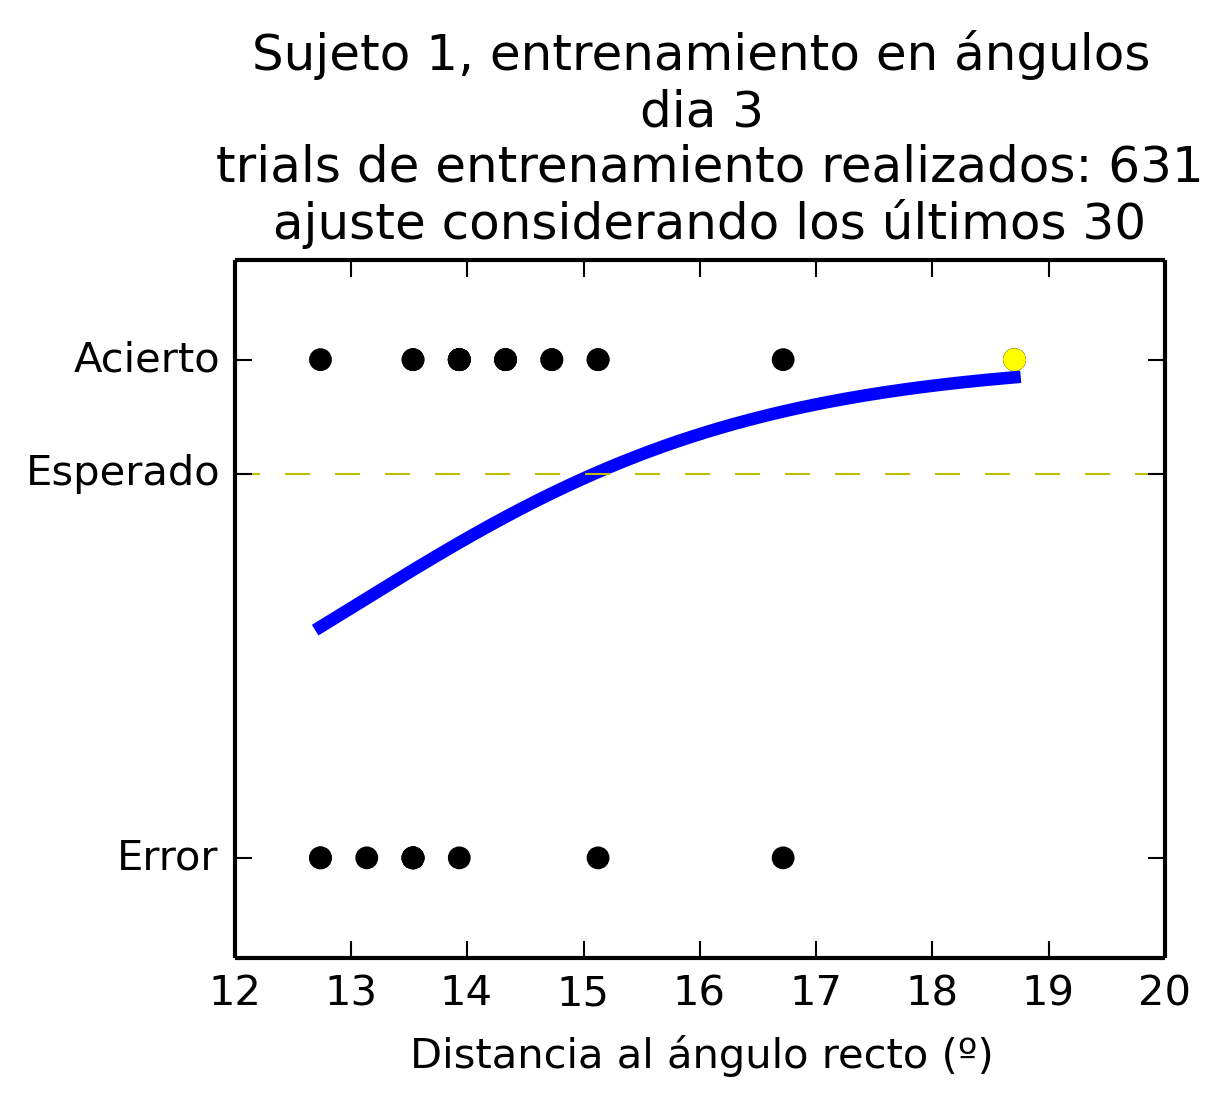 Sujeto 1, entrenamiento en ángulos
dia 3
trials de entrenamiento realizados: 631
ajuste considerando los últimos 30
Acierto
Esperado
Error
12 13 14 15 16 17 18 19 20
Distancia al ángulo recto (º)